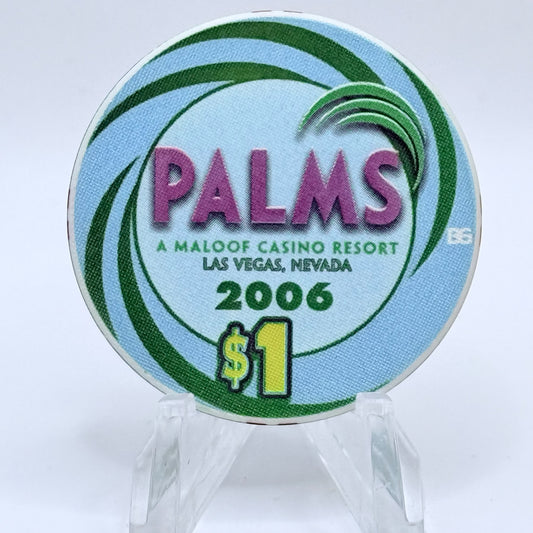 PALMS
A MALOOF CASINO RESORT
LAS VEGAS, NEVADA
BG
2006
$1